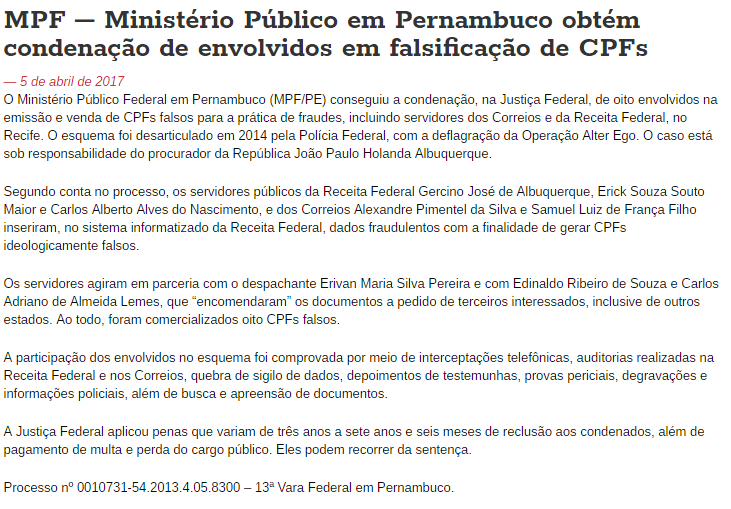 MPF — Ministério Público em Pernambuco obtém
condenação de envolvidos em falsificação de CPFs
— 5 de abril de 2017
O Ministério Público Federal em Pernambuco (MPF/PE) conseguiu a condenação, na Justiça Federal, de oito envolvidos na
emissão e venda de CPFs falsos para a prática de fraudes, incluindo servidores dos Correios e da Receita Federal, no
Recife. O esquema foi desarticulado em 2014 pela Polícia Federal, com a deflagração da Operação Alter Ego. O caso está
sob responsabilidade do procurador da República João Paulo Holanda Albuquerque.
Segundo conta no processo, os servidores públicos da Receita Federal Gercino José de Albuquerque, Erick Souza Souto
Maior e Carlos Alberto Alves do Nascimento, e dos Correios Alexandre Pimentel da Silva e Samuel Luiz de França Filho
inseriram, no sistema informatizado da Receita Federal, dados fraudulentos com a finalidade de gerar CPFs
ideologicamente falsos.
Os servidores agiram em parceria com o despachante Erivan Maria Silva Pereira e com Edinaldo Ribeiro de Souza e Carlos
Adriano de Almeida Lemes, que “encomendaram” os documentos a pedido de terceiros interessados, inclusive de outros
estados. Ao todo, foram comercializados oito CPFs falsos.
A participação dos envolvidos no esquema foi comprovada por meio de interceptações telefônicas, auditorias realizadas na
Receita Federal e nos Correios, quebra de sigilo de dados, depoimentos de testemunhas, provas periciais, degravações e
informações policiais, além de busca e apreensão de documentos.
A Justiça Federal aplicou penas que variam de três anos a sete anos e seis meses de reclusão aos condenados, além de
pagamento de multa e perda do cargo público. Eles podem recorrer da sentença.
Processo nº 0010731-54.2013.4.05.8300 – 13ª Vara Federal em Pernambuco.